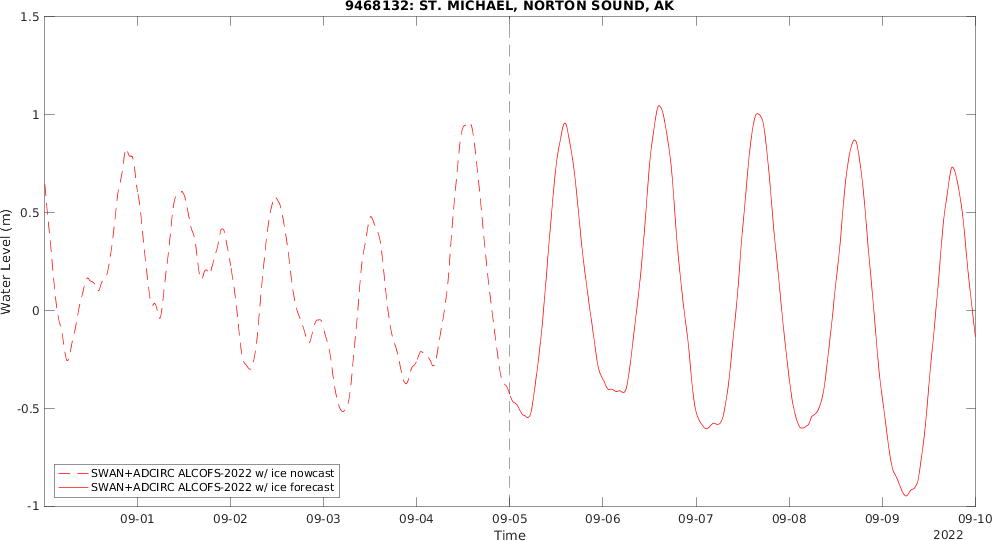 9468132: ST. MICHAEL, NORTON SOUND, AK
1.5
1
0.5
0
-0.5
-1
Water Level (m)
SWAN+ADCIRC ALCOFS-2022 w/ ice nowcast
SWAN+ADCIRC ALCOFS-2022 w/ ice forecast
09-01 09-02 09-03 09-04 09-05 09-06 09-07 09-08 09-09 09-10
Time
2022